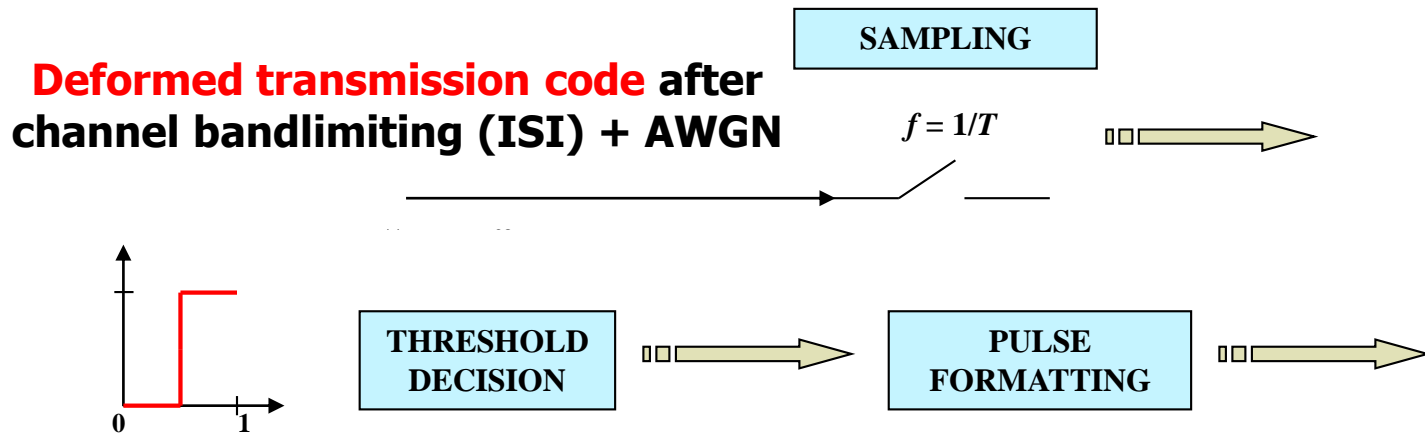 SAMPLING
Deformed transmission code after
channel bandlimiting (ISI) + AWGN
f = 1/T
THRESHOLD
DECISION
PULSE
FORMATTING
0
1